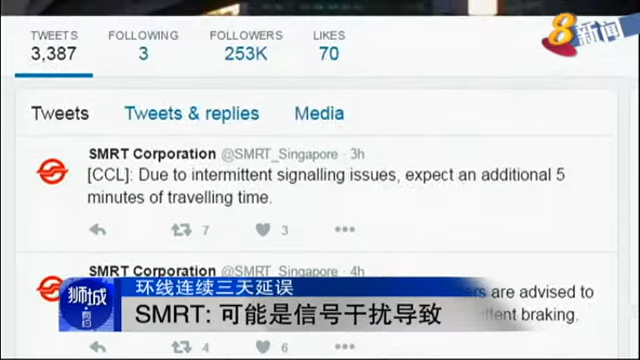 8新闻
TWEETS FOLLOWING FOLLOWERS LIKES
3,387 3 253K 70
Tweets Tweets & replies Media
SMRT Corporation @SMRT_Singapore · 3h
[CCL]: Due to intermittent signalling issues, expect an additional 5
minutes of travelling time.
7 3
SMRT Corporation @SMRT_Singapore · 4h
are advised to
braking.
4 6
狮城
环线连续三天延误
SMRT: 可能是信号干扰导致